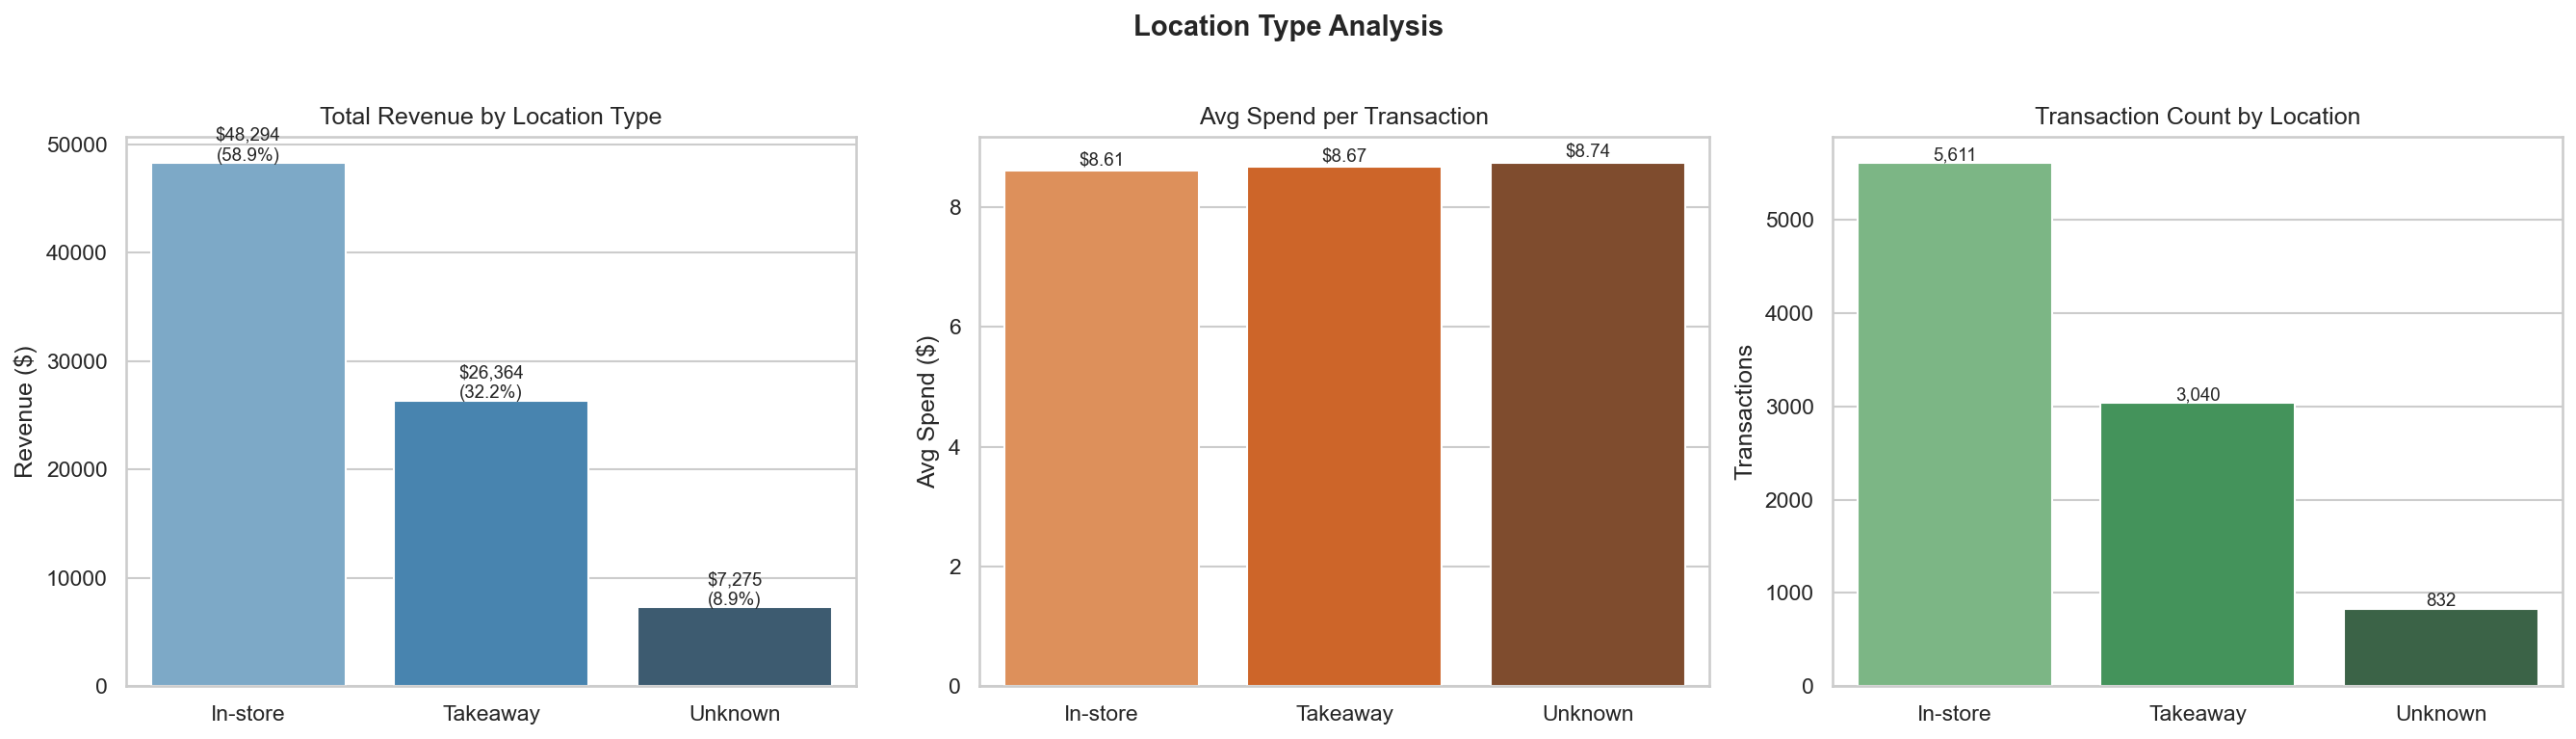 Location Type Analysis
Total Revenue by Location Type
Revenue ($)
50000
40000
30000
20000
10000
0
$48,294
(58.9%)
$26,364
(32.2%)
$7,275
(8.9%)
In-store
Takeaway
Unknown
Avg Spend per Transaction
Avg Spend ($)
8
6
4
2
0
$8.61
$8.67
$8.74
In-store
Takeaway
Unknown
Transaction Count by Location
Transactions
5000
4000
3000
2000
1000
0
5,611
3,040
832
In-store
Takeaway
Unknown